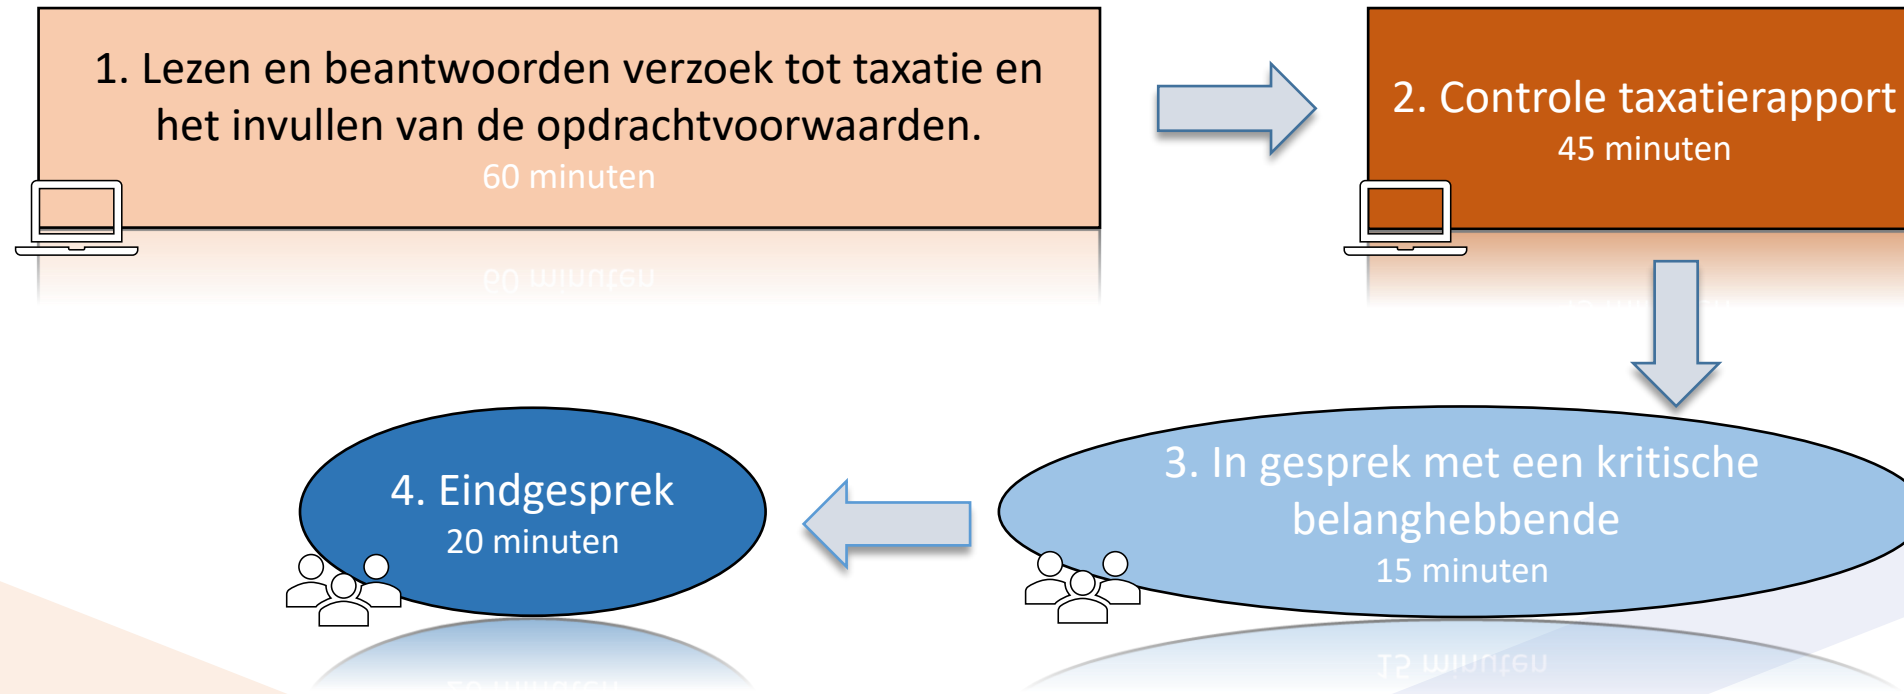 1. Lezen en beantwoorden verzoek tot taxatie en
het invullen van de opdrachtvoorwaarden.
60 minuten
2. Controle taxatierapport
45 minuten
3. In gesprek met een kritische
belanghebbende
15 minuten
4. Eindgesprek
20 minuten